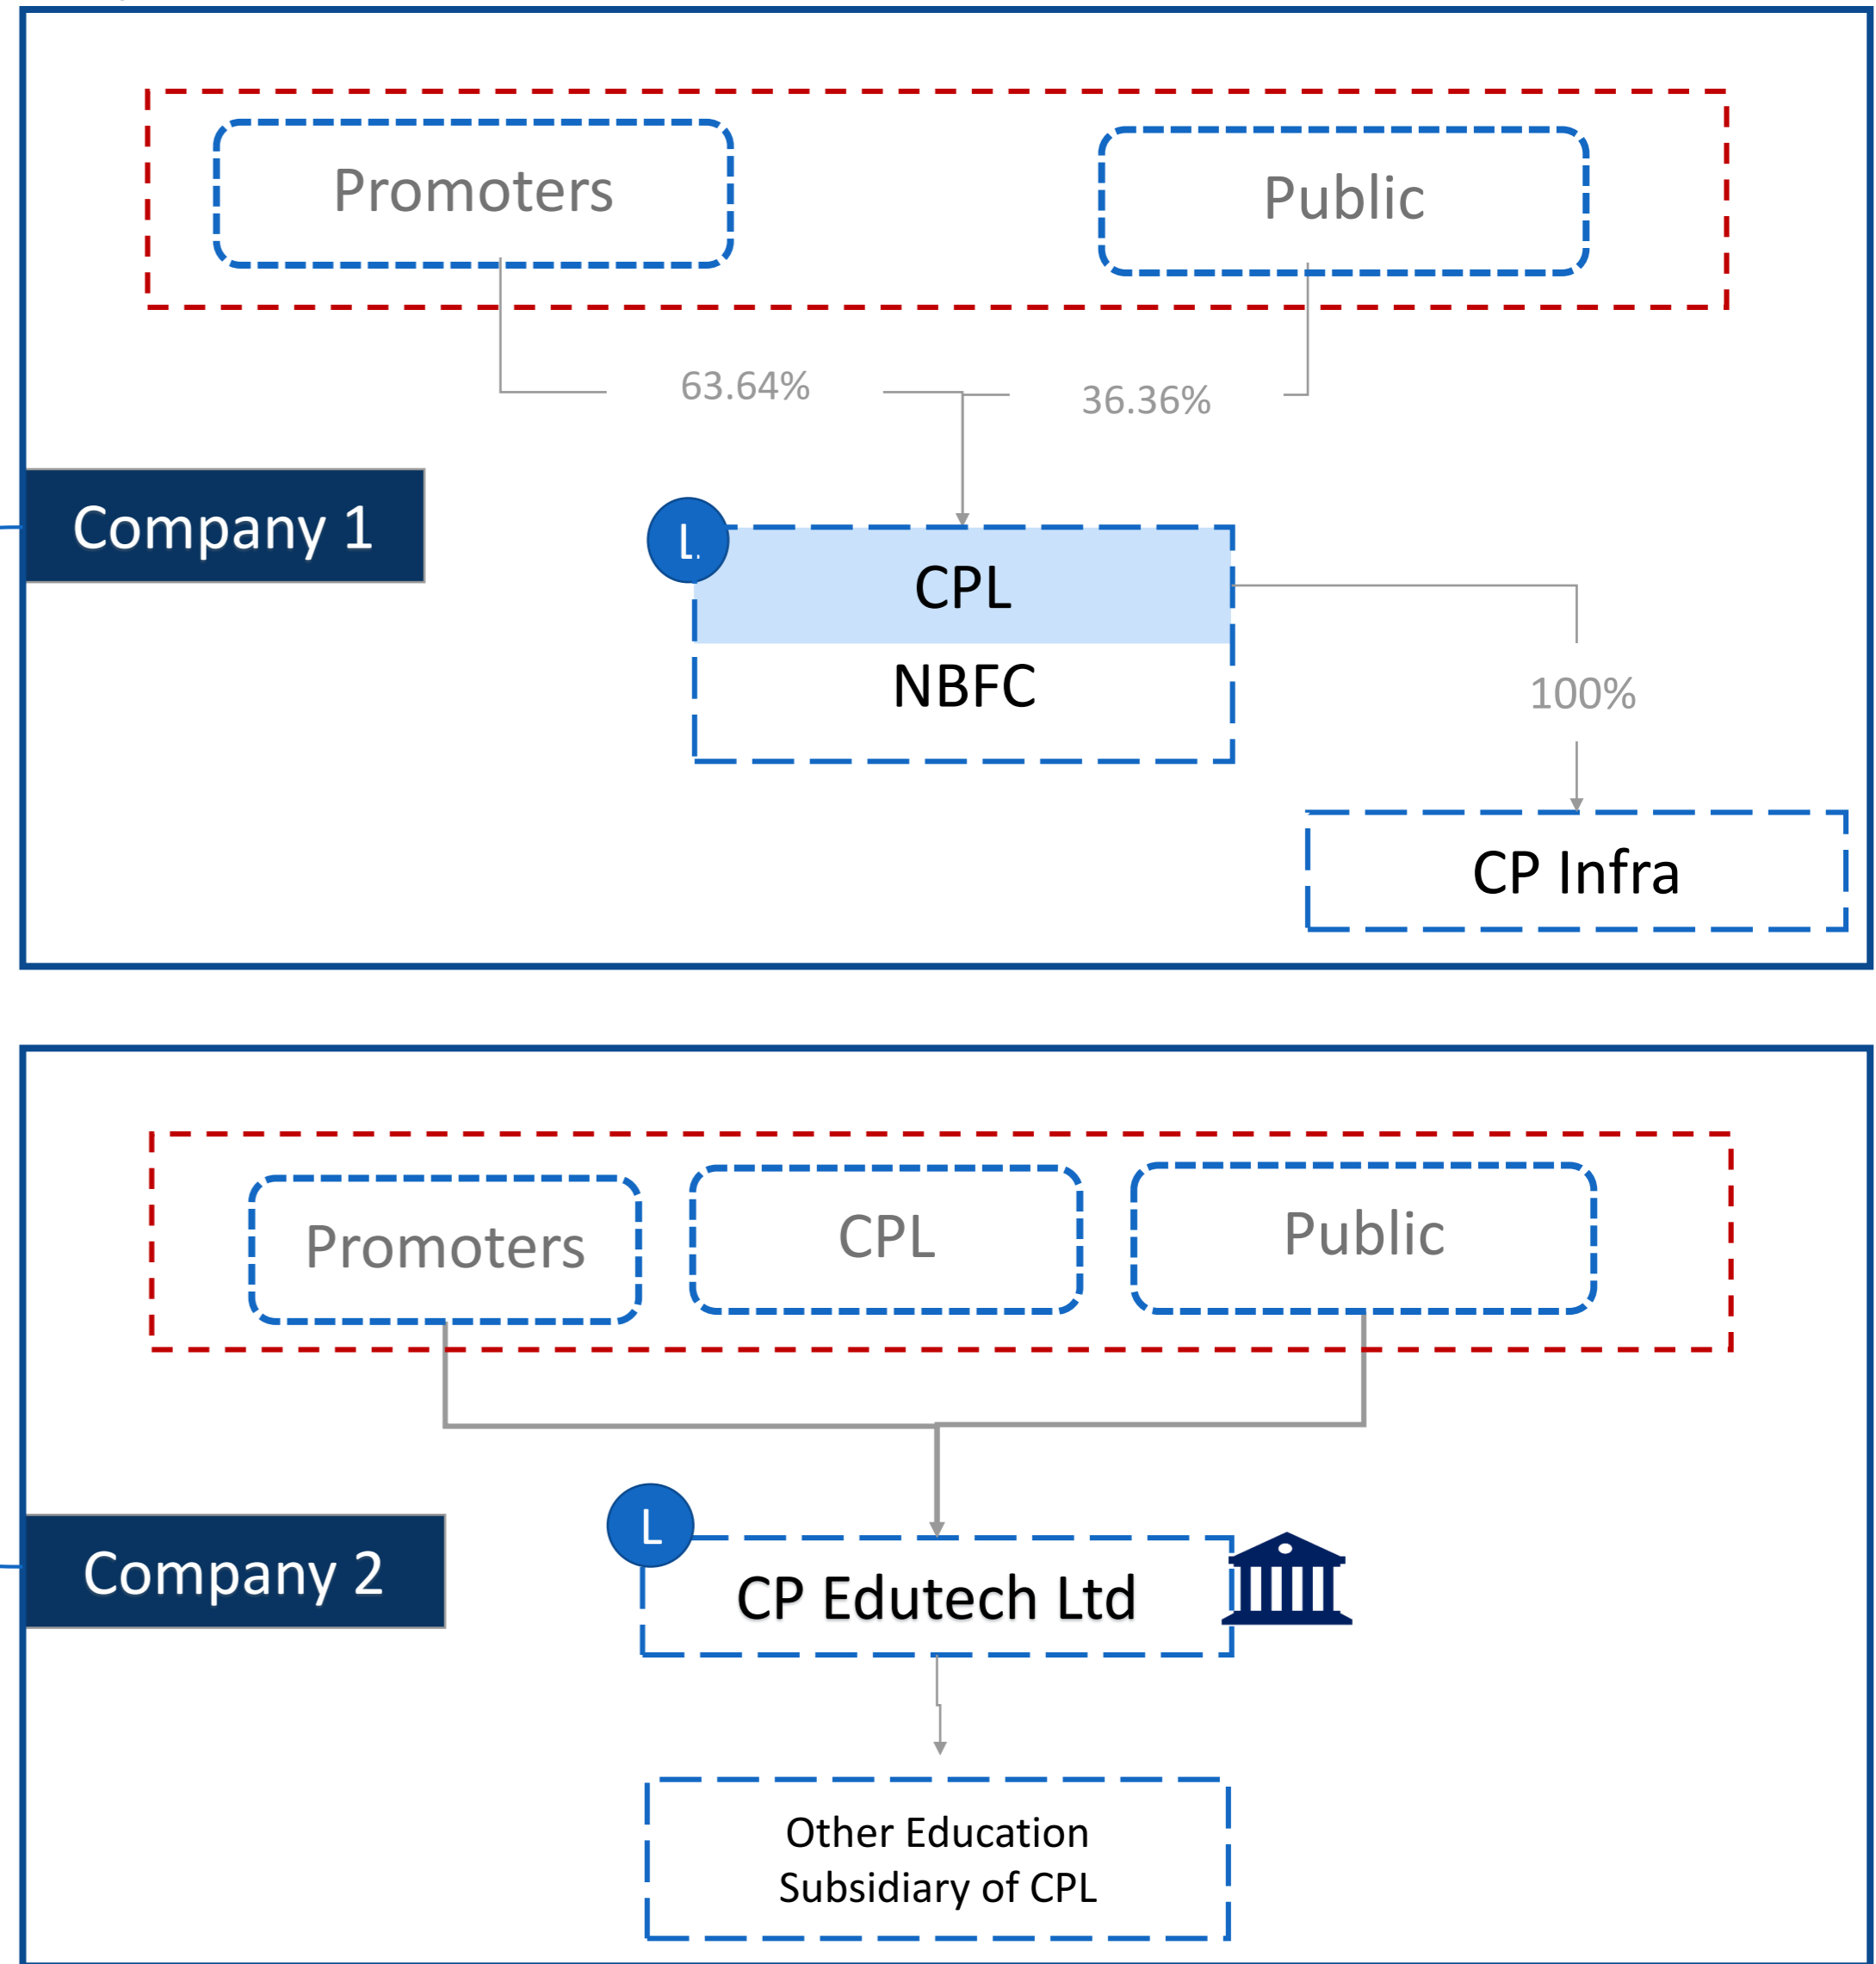 Promoters
Public
63.64%
36.36%
Company 1
L.
CPL
NBFC
100%
CP Infra
Promoters
CPL
Public
Company 2
L
CP Edutech Ltd
Other Education
Subsidiary of CPL